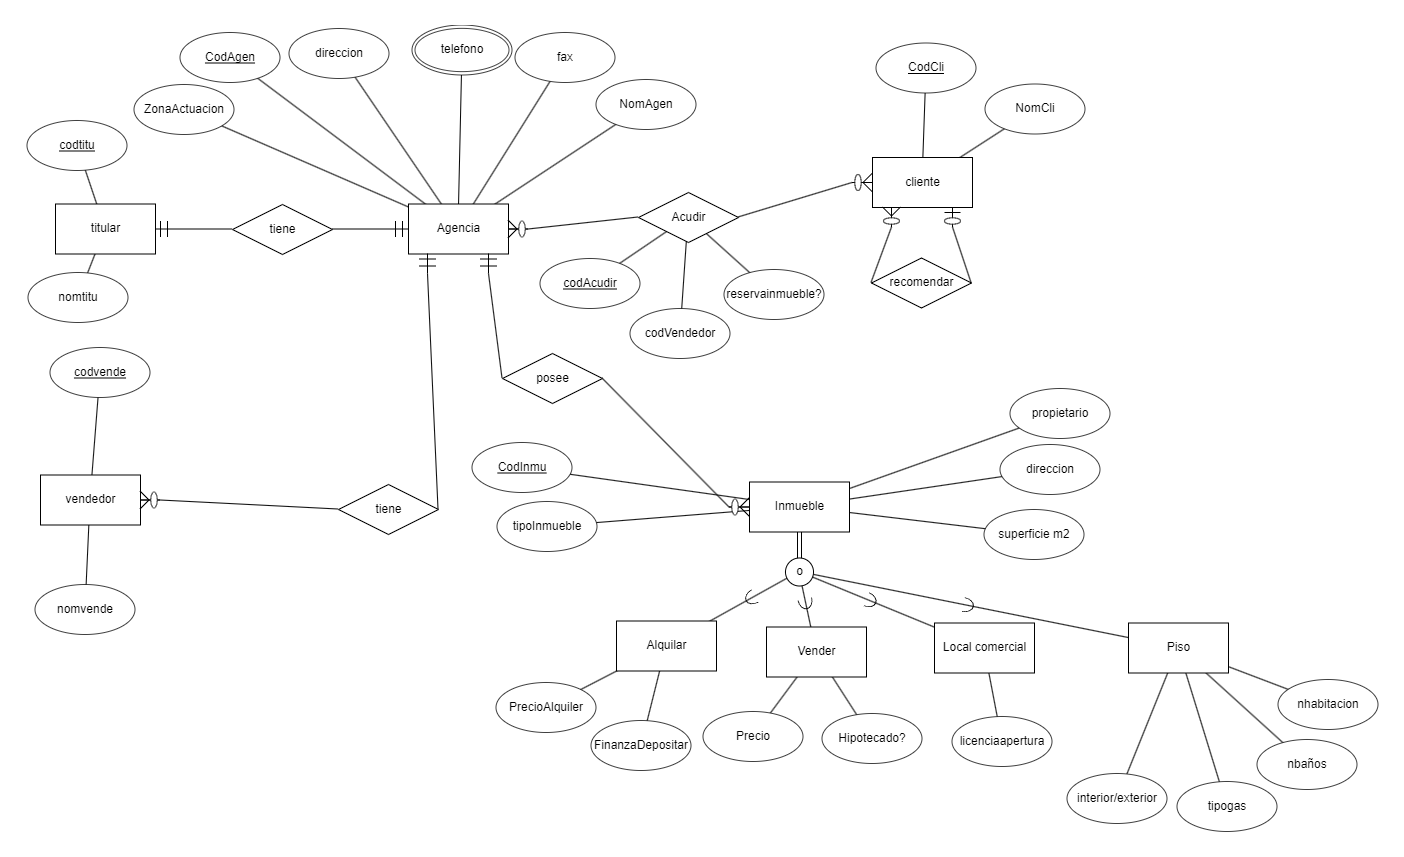 CodAgen
direccion
telefono
fax
CodCli
ZonaActuacion
NomAgen
NomCli
codtitu
cliente
titular
tiene
Agencia
Acudir
codAcudir
reservainmueble?
recomendar
nomtitu
codVendedor
codvende
posee
propietario
CodInmu
direccion
vendedor
tiene
tipoInmueble
Inmueble
superficie m2
o
nomvende
Alquilar
Vender
Local comercial
Piso
PrecioAlquiler
FinanzaDepositar
Precio
Hipotecado?
licenciaapertura
nhabitacion
nbaños
interior/exterior
tipogas